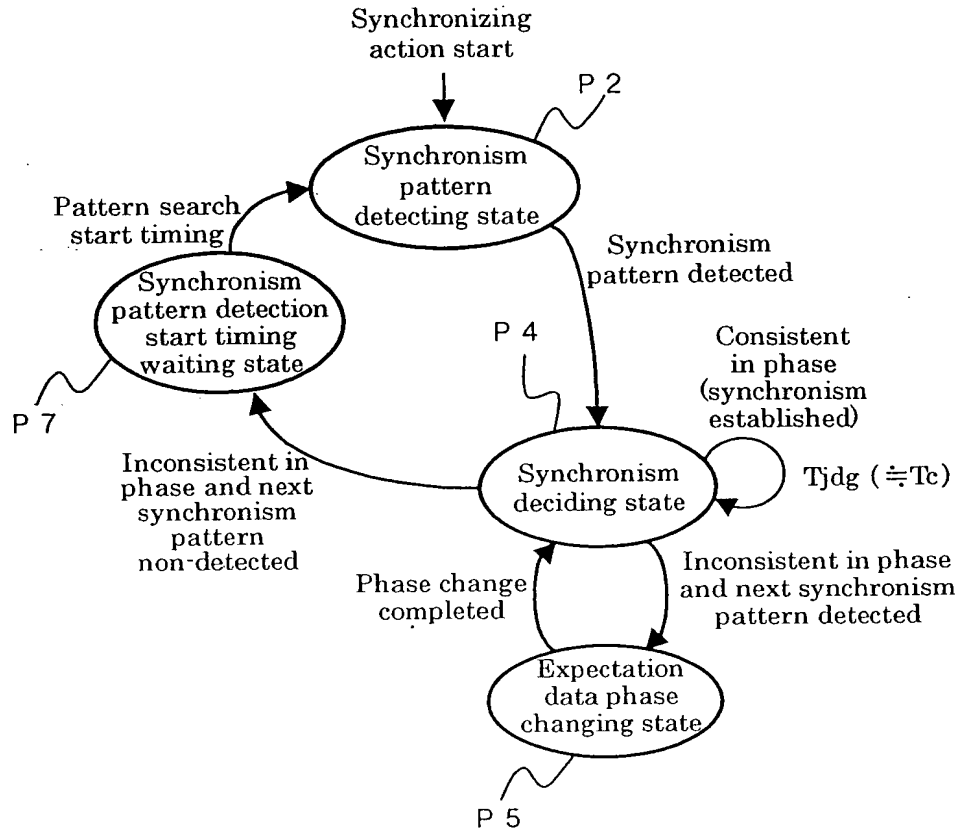 Synchronizing
action start
P 2
Synchronism
pattern
detecting state
Pattern search
start timing
Synchronism
pattern detected
Synchronism
pattern detection
start timing
waiting state
P 7
P 4
Consistent
in phase
(synchronism
established)
Tjdg (≒Tc)
Synchronism
deciding state
Inconsistent in
phase and next
synchronism
pattern
non-detected
Phase change
completed
Inconsistent in phase
and next synchronism
pattern detected
Expectation
data phase
changing state
P 5